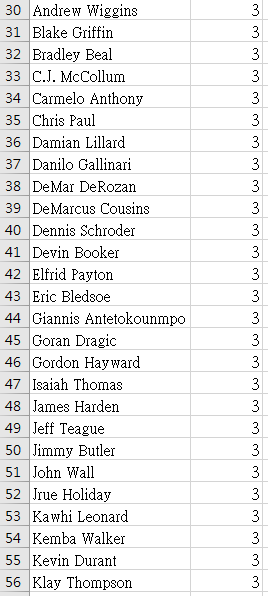 30 Andrew Wiggins 3
31 Blake Griffin 3
32 Bradley Beal 3
33 C.J. McCollum 3
34 Carmelo Anthony 3
35 Chris Paul 3
36 Damian Lillard 3
37 Danilo Gallinari 3
38 DeMar DeRozan 3
39 DeMarcus Cousins 3
40 Dennis Schroder 3
41 Devin Booker 3
42 Elfrid Payton 3
43 Eric Bledsoe 3
44 Giannis Antetokounmpo 3
45 Goran Dragic 3
46 Gordon Hayward 3
47 Isaiah Thomas 3
48 James Harden 3
49 Jeff Teague 3
50 Jimmy Butler 3
51 John Wall 3
52 Jrue Holiday 3
53 Kawhi Leonard 3
54 Kemba Walker 3
55 Kevin Durant 3
56 Klay Thompson 3